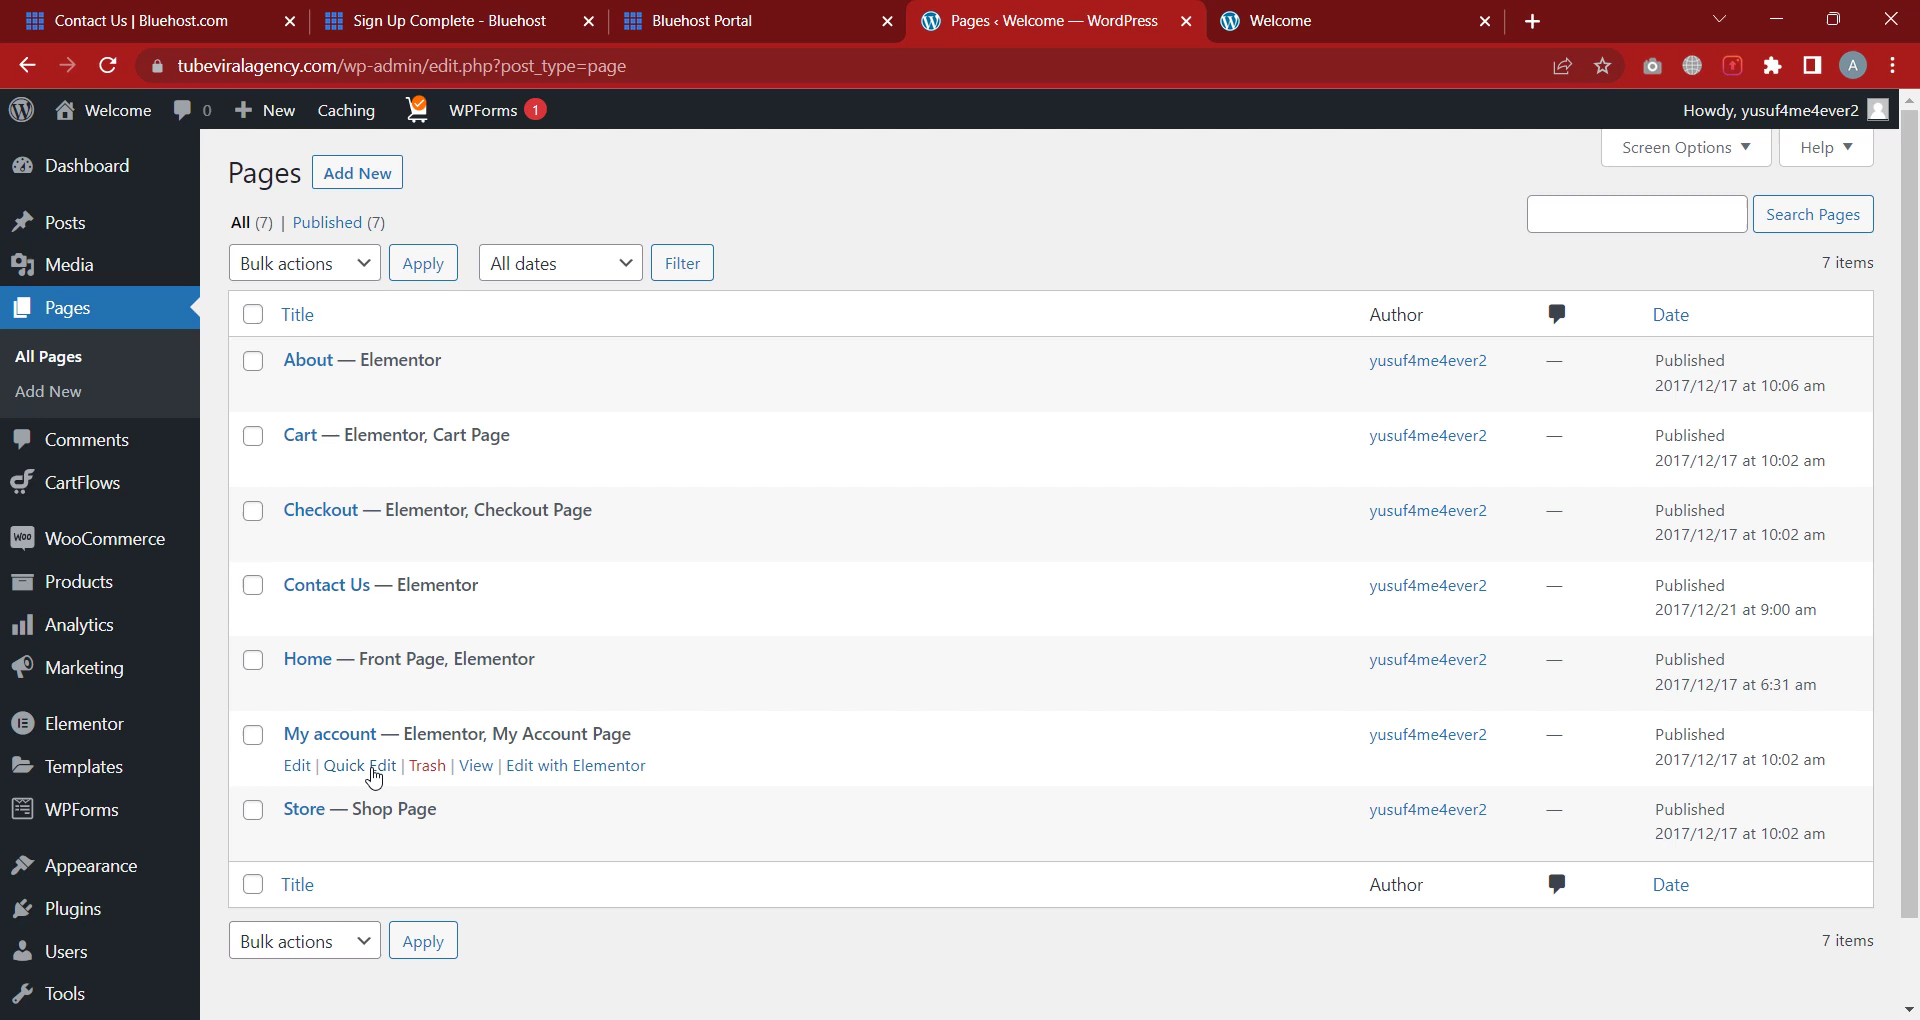 Contact Us | Bluehost.com
Sign Up Complete - Bluehost
Bluehost Portal
Pages ‹ Welcome — WordPress
Welcome
tubeviralagency.com/wp-admin/edit.php?post_type=page
A
Welcome
0
New
Caching
WPForms 1
Howdy, yusuf4me4ever2
Dashboard
Posts
Media
Pages
All Pages
Add New
Comments
CartFlows
Woo WooCommerce
Products
Analytics
Marketing
Elementor
Templates
WPForms
Appearance
Plugins
Users
Tools
Screen Options
Help
Pages Add New
All (7) | Published (7)
Search Pages
Bulk actions Apply All dates Filter
7 items
Title Author Date
About — Elementor yusuf4me4ever2 — Published
2017/12/17 at 10:06 am
Cart — Elementor, Cart Page yusuf4me4ever2 — Published
2017/12/17 at 10:02 am
Checkout — Elementor, Checkout Page yusuf4me4ever2 — Published
2017/12/17 at 10:02 am
Contact Us — Elementor yusuf4me4ever2 — Published
2017/12/21 at 9:00 am
Home — Front Page, Elementor yusuf4me4ever2 — Published
2017/12/17 at 6:31 am
My account — Elementor, My Account Page yusuf4me4ever2 — Published
Edit | Quick Edit | Trash | View | Edit with Elementor 2017/12/17 at 10:02 am
Store — Shop Page yusuf4me4ever2 — Published
2017/12/17 at 10:02 am
Title Author Date
Bulk actions Apply
7 items